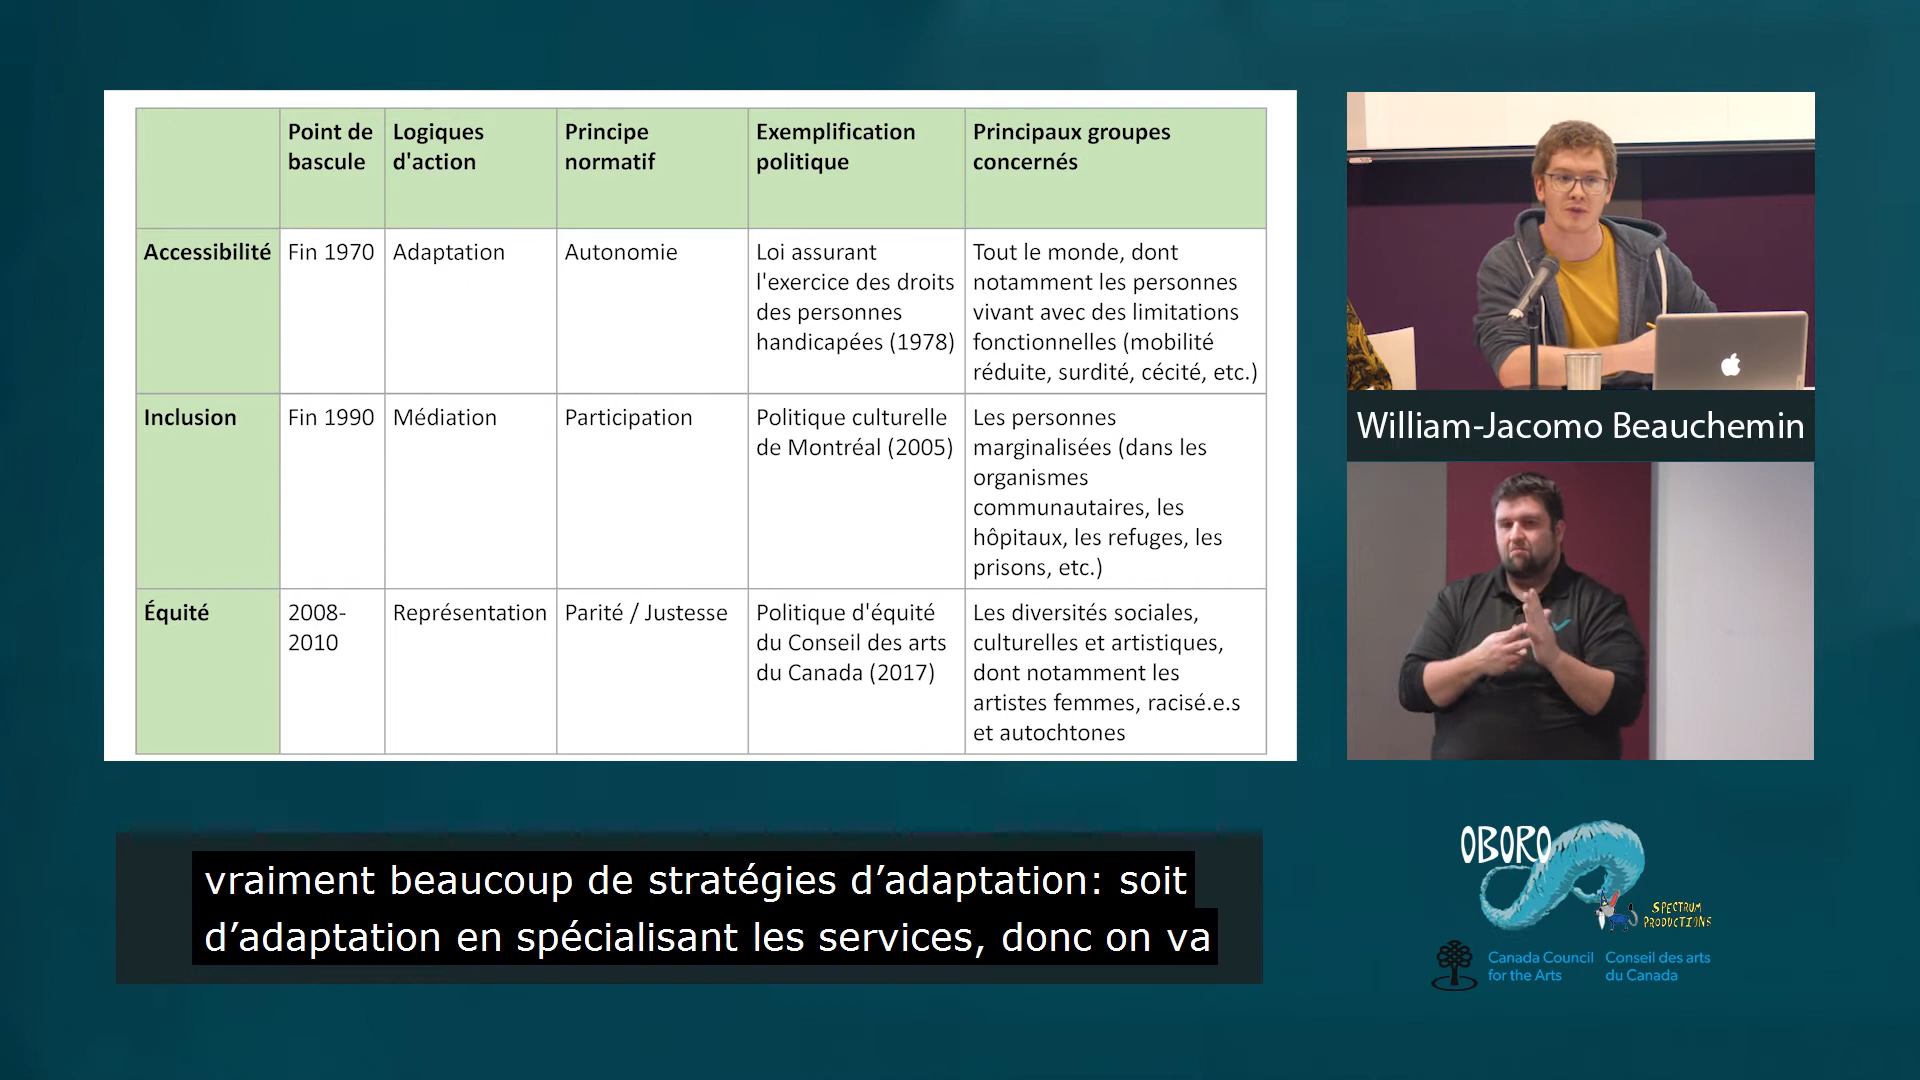 Point de
bascule
Logiques
d'action
Principe
normatif
Exemplification
politique
Principaux groupes
concernés
Accessibilité
Fin 1970
Adaptation
Autonomie
Loi assurant
l'exercice des droits
des personnes
handicapées (1978)
Tout le monde, dont
notamment les personnes
vivant avec des limitations
fonctionnelles (mobilité
réduite, surdité, cécité, etc.)
Inclusion
Fin 1990
Médiation
Participation
Politique culturelle
de Montréal (2005)
Les personnes
marginalisées (dans les
organismes
communautaires, les
hôpitaux, les refuges, les
prisons, etc.)
Équité
2008-
2010
Représentation
Parité / Justesse
Politique d'équité
du Conseil des arts
du Canada (2017)
Les diversités sociales,
culturelles et artistiques,
dont notamment les
artistes femmes, racisé.e.s
et autochtones
William-Jacomo Beauchemin
vraiment beaucoup de stratégies d’adaptation: soit
d’adaptation en spécialisant les services, donc on va
OBORO
SPECTRUM
PRODUCTIONS
Canada Council
for the Arts
Conseil des arts
du Canada